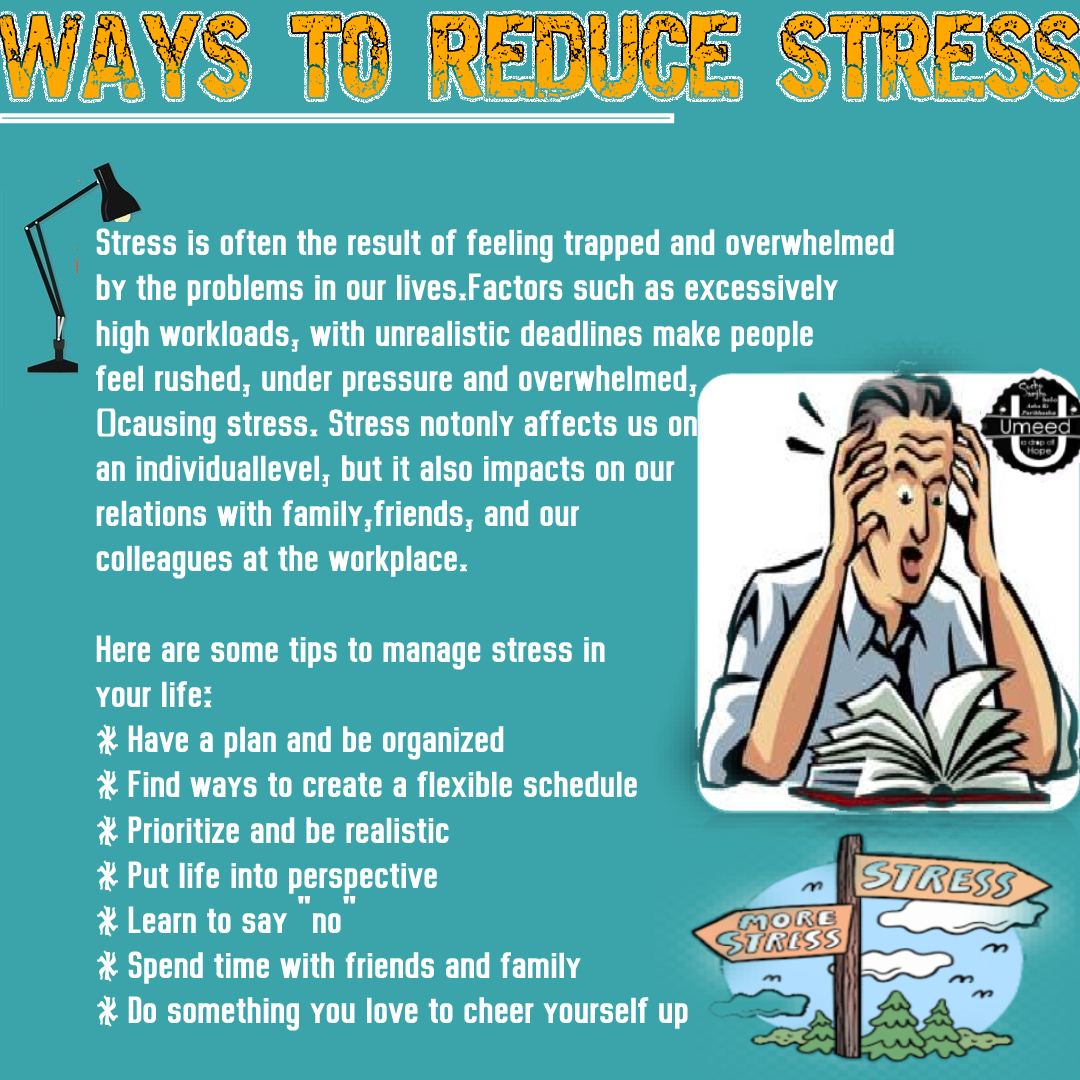 WAYS TO REDUCE STRESS
Stress is often the result of feeling trapped and overwhelmed
by the problems in our lives.Factors such as excessively
high workloads, with unrealistic deadlines make people
feel rushed, under pressure and overwhelmed,
causing stress. Stress notonly affects us on
an individuallevel, but it also impacts on our
relations with family,friends, and our
colleagues at the workplace.
Here are some tips to manage stress in
your life:
* Have a plan and be organized
* Find ways to create a flexible schedule
* Prioritize and be realistic
* Put life into perspective
* Learn to say "no"
* Spend time with friends and family
* Do something you love to cheer yourself up
Asha Ki
Umeed
a drop of
Hope
STRESS
MORE
STRESS